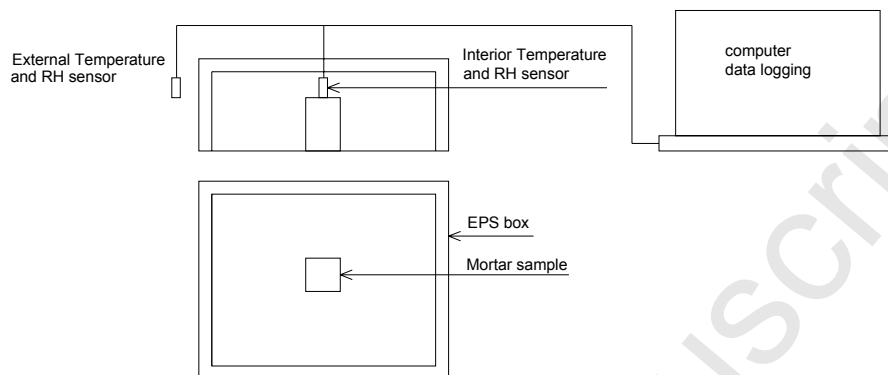 External Temperature
and RH sensor
Interior Temperature
and RH sensor
computer
data logging
EPS box
Mortar sample